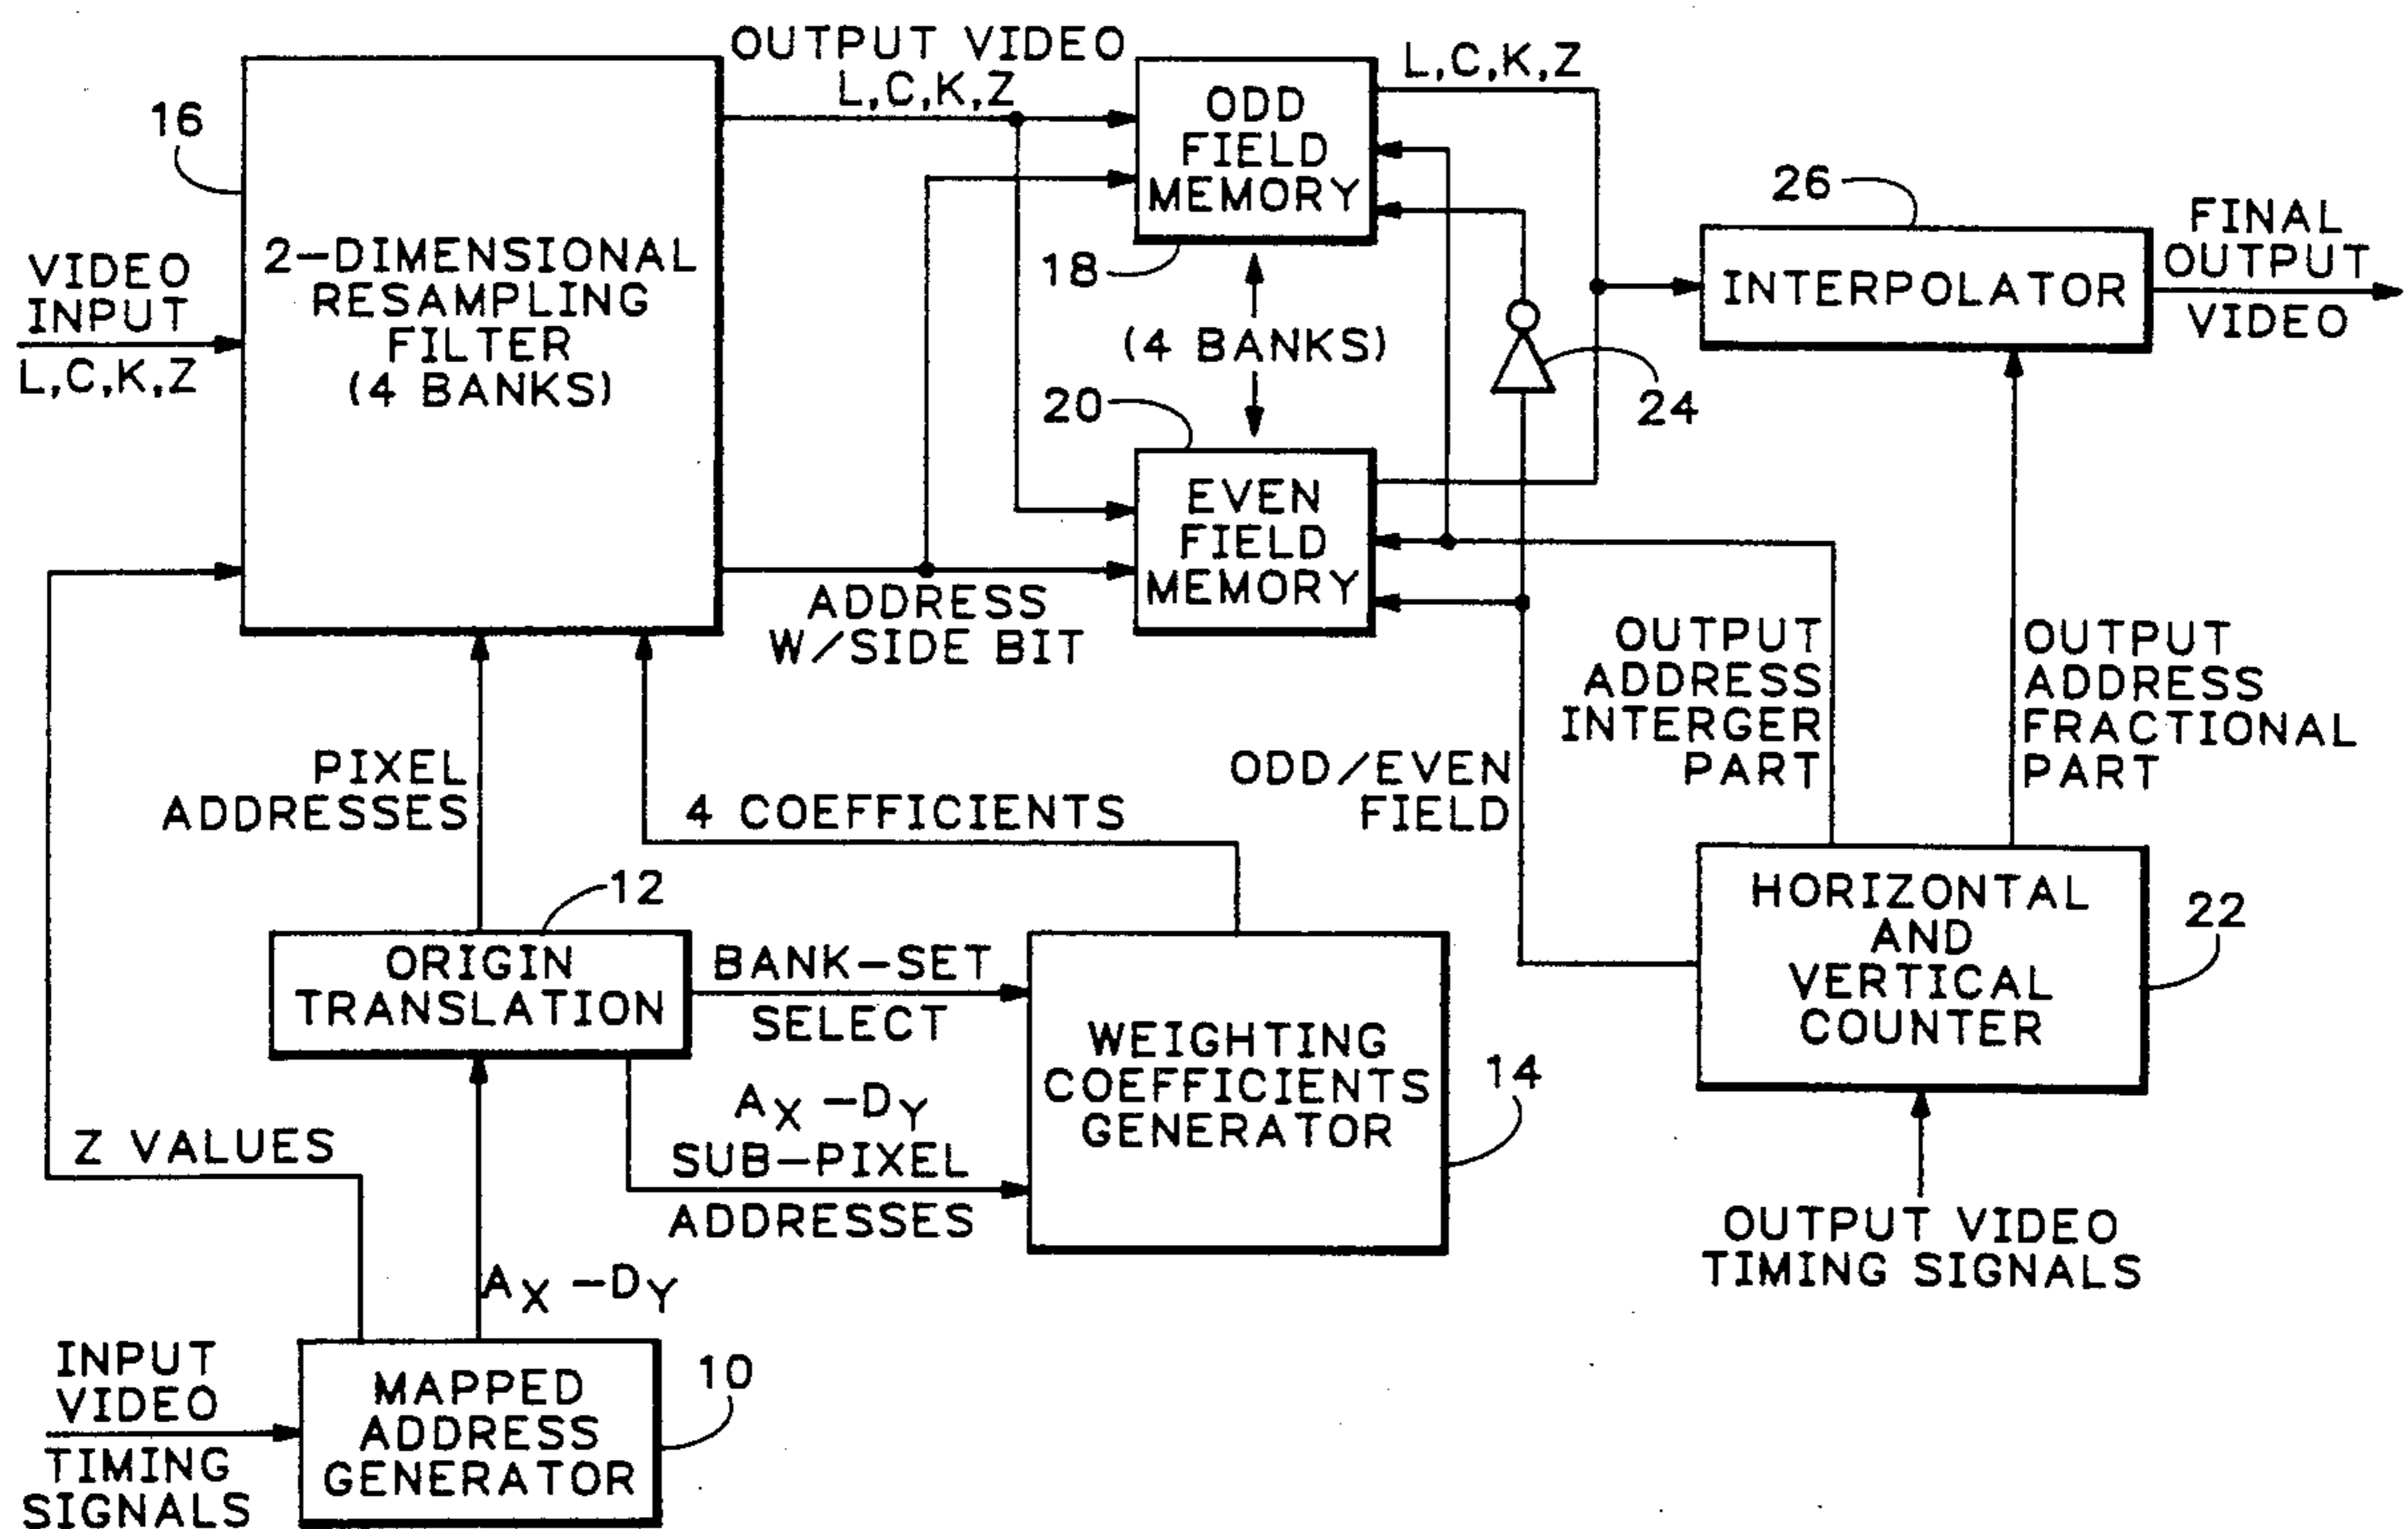 OUTPUT VIDEO
L,C,K,Z
L,C,K,Z
16
ODD
FIELD
MEMORY
18
26
INTERPOLATOR
FINAL
OUTPUT
VIDEO
VIDEO
INPUT
L,C,K,Z
2-DIMENSIONAL
RESAMPLING
FILTER
(4 BANKS)
(4 BANKS)
24
20
EVEN
FIELD
MEMORY
ADDRESS
W/SIDE BIT
OUTPUT
ADDRESS
INTERGER
PART
OUTPUT
ADDRESS
FRACTIONAL
PART
PIXEL
ADDRESSES
4 COEFFICIENTS
ODD/EVEN
FIELD
12
ORIGIN
TRANSLATION
BANK-SET
SELECT
HORIZONTAL
AND
VERTICAL
COUNTER
22
WEIGHTING
COEFFICIENTS
GENERATOR
14
AX-DY
SUB-PIXEL
ADDRESSES
Z VALUES
OUTPUT VIDEO
TIMING SIGNALS
AX-DY
INPUT
VIDEO
TIMING
SIGNALS
MAPPED
ADDRESS
GENERATOR
10